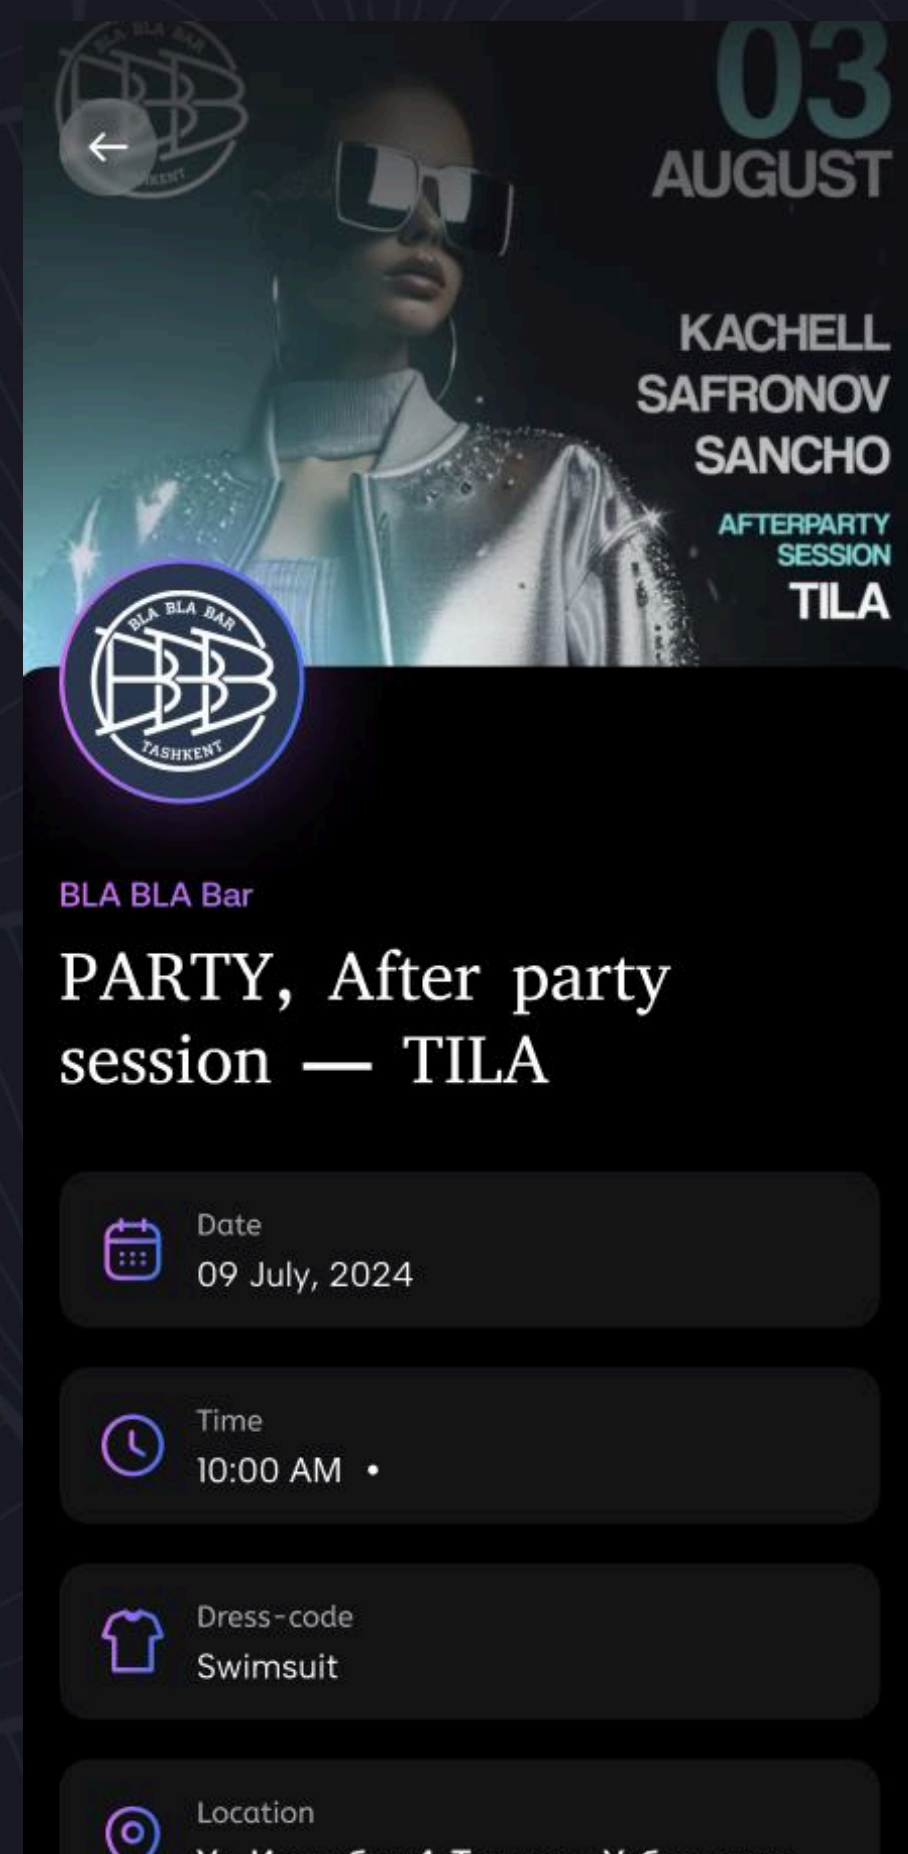 BLA BLA BAR
03
AUGUST
KACHELL
SAFRONOV
SANCHO
AFTERPARTY
SESSION
TILA
BLA BLA BAR
BBB
TASHKENT
BLA BLA Bar
PARTY, After party
session — TILA
Date
09 July, 2024
Time
10:00 AM •
Dress-code
Swimsuit
Location